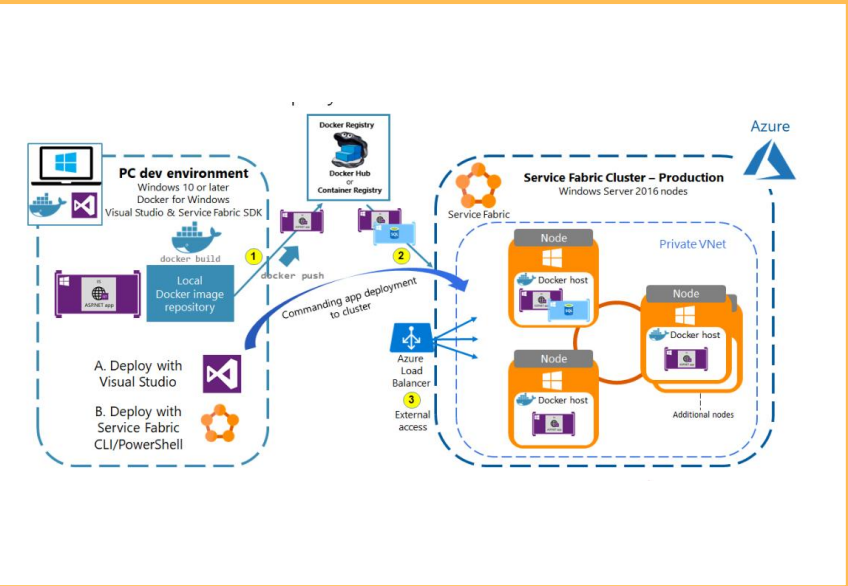 Azure
Docker Registry
Docker Hub
or
Container Registry
PC dev environment
Windows 10 or later
Docker for Windows
Visual Studio & Service Fabric SDK
docker build
1
docker push
2
Local
Docker image
repository
IIS
ASP.NET app
Commanding app deployment
to cluster
A. Deploy with
Visual Studio
B. Deploy with
Service Fabric
CLI/PowerShell
Azure
Load
Balancer
3
External
access
Service Fabric
Service Fabric Cluster – Production
Windows Server 2016 nodes
Private VNet
Node
Docker host
SQL
Node
Docker host
Node
Docker host
Additional nodes